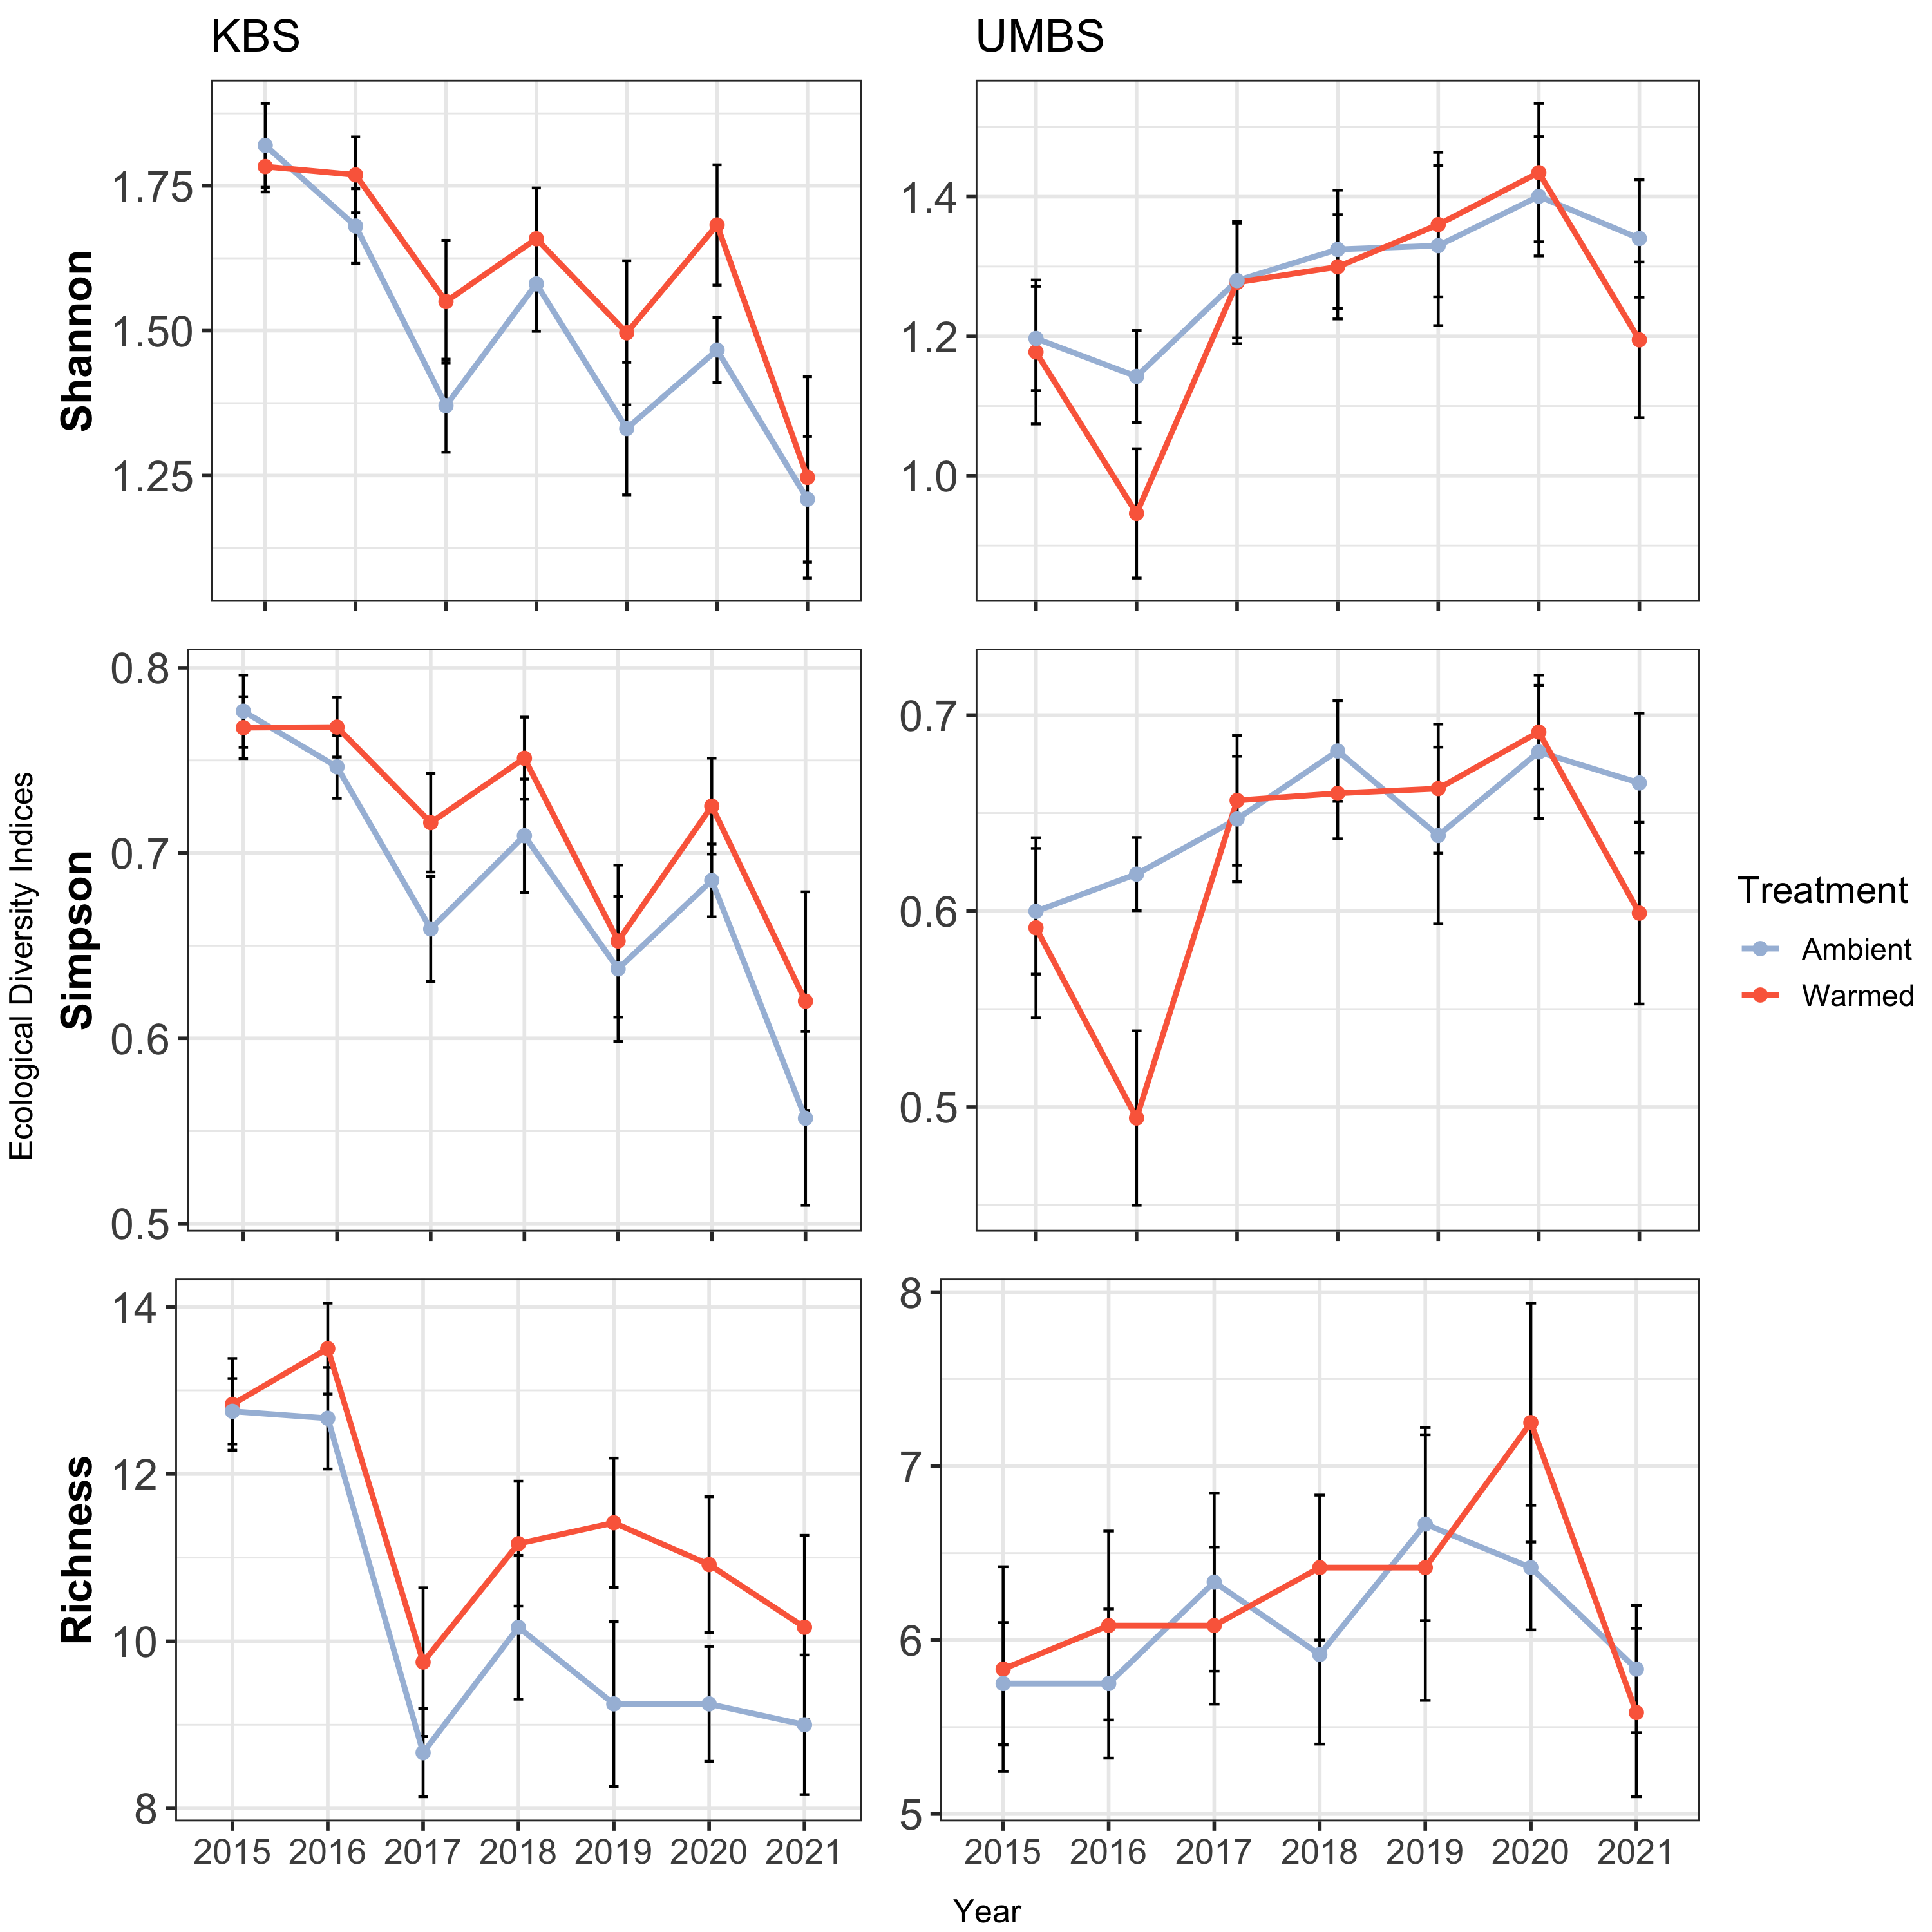 KBS
UMBS
Shannon
1.75
1.50
1.25
1.4
1.2
1.0
Ecological Diversity Indices
Simpson
0.8
0.7
0.6
0.5
0.7
0.6
0.5
Treatment
Ambient
Warmed
Richness
14
12
10
8
8
7
6
5
2015 2016 2017 2018 2019 2020 2021
2015 2016 2017 2018 2019 2020 2021
Year